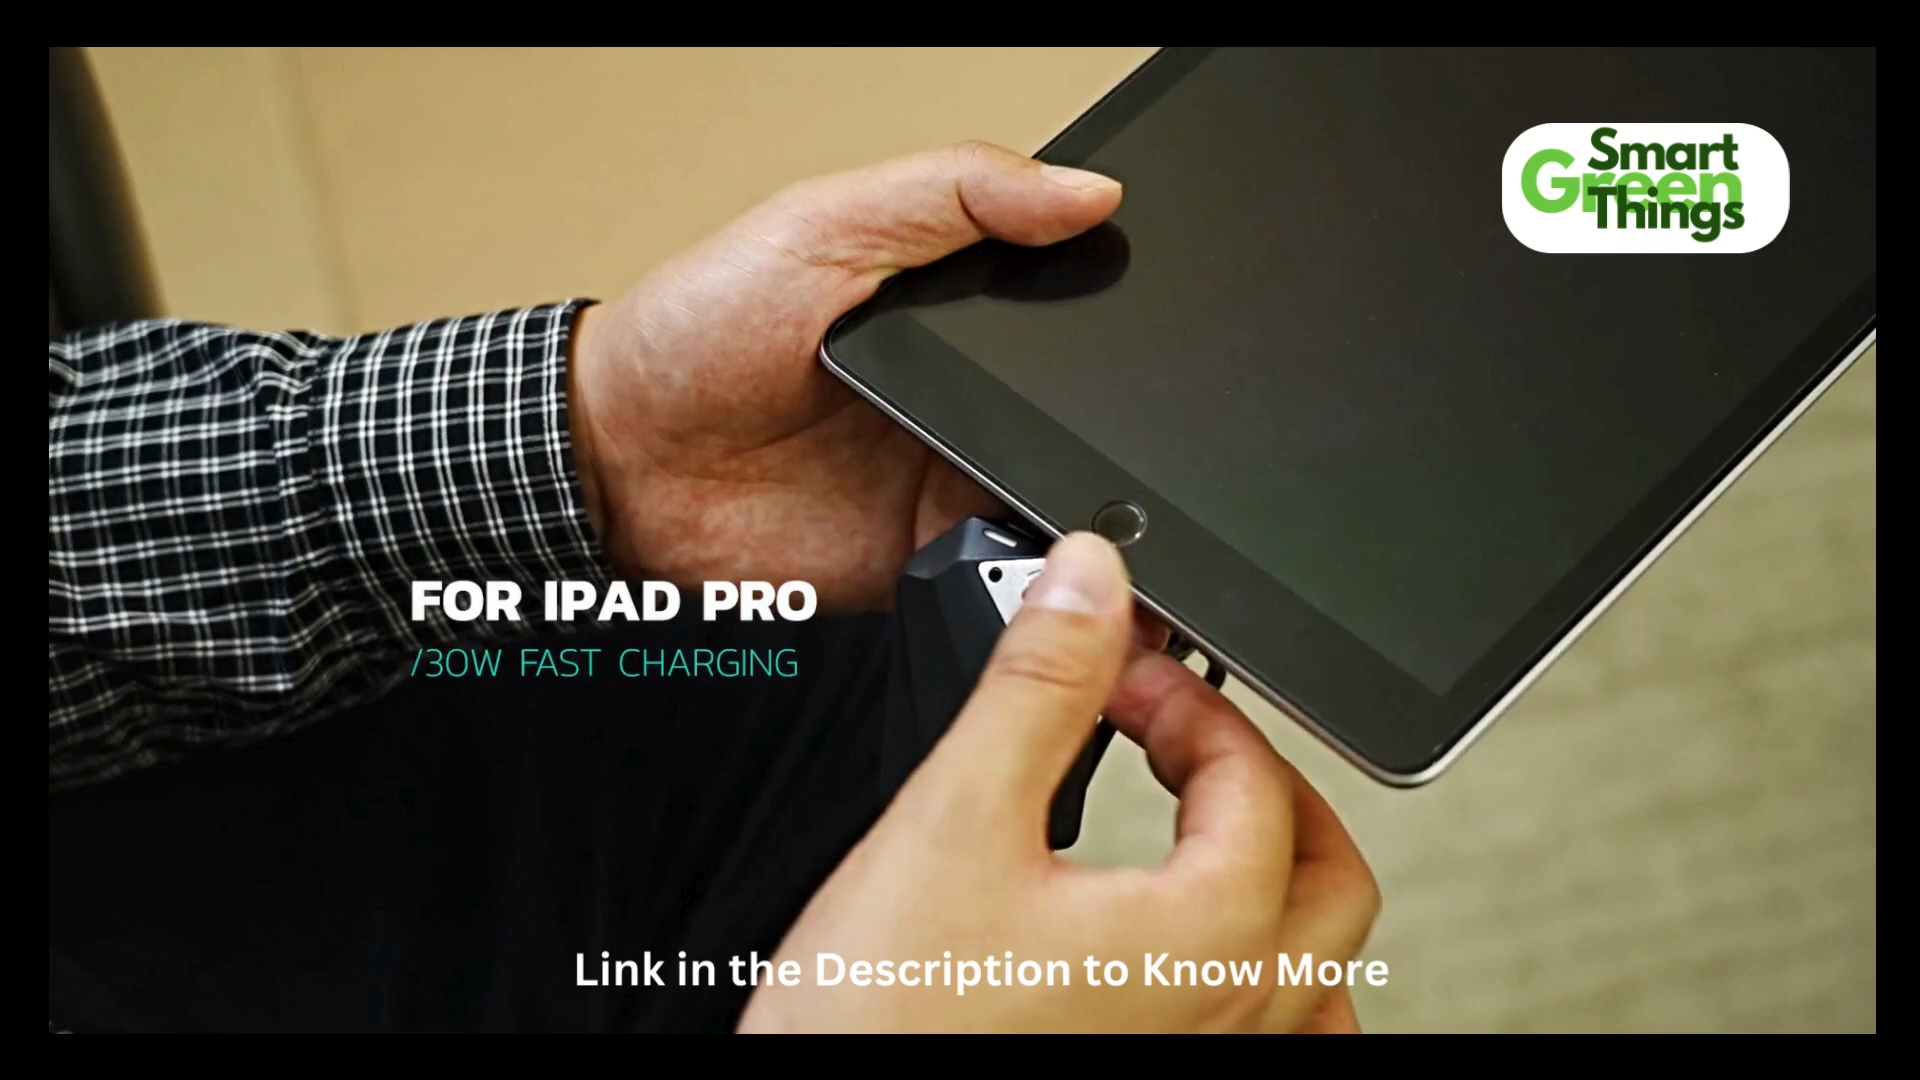 Smart
Green
Things
FOR IPAD PRO
/30W FAST CHARGING
Link in the Description to Know More